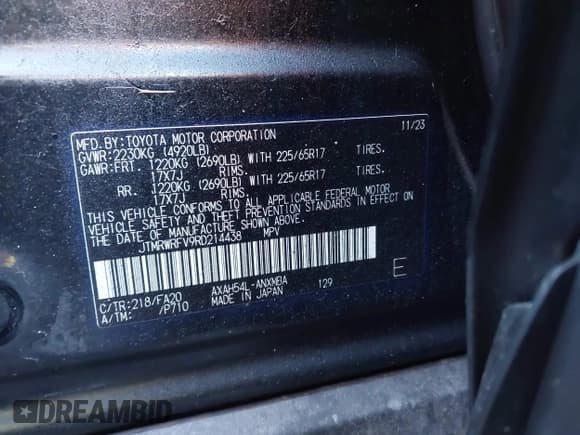 MFD.BY:TOYOTA MOTOR CORPORATION 11/23
GVWR:2230KG (4920LB)
GAWR:FRT. 1220KG (2690LB) WITH 225/65R17 TIRES.
17X7J RIMS.
RR. 1220KG (2690LB) WITH 225/65R17 TIRES.
17X7J RIMS.
THIS VEHICLE CONFORMS TO ALL APPLICABLE FEDERAL MOTOR
VEHICLE SAFETY AND THEFT PREVENTION STANDARDS IN EFFECT
ON THE DATE OF MANUFACTURE SHOWN ABOVE.
JTMRWRFV9RD214438 MPV
C/TR:218/FA20 AXAH54L-ANXMBA 129 E
A/TM: /P710 MADE IN JAPAN
DREAMBID